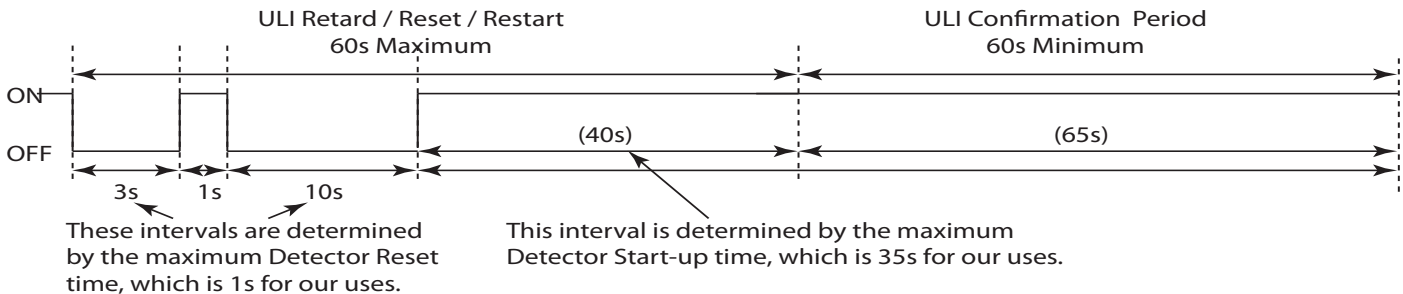 ULI Retard / Reset / Restart
60s Maximum
ULI Confirmation Period
60s Minimum
ON
OFF
(40s)
(65s)
3s
1s
10s
These intervals are determined
by the maximum Detector Reset
time, which is 1s for our uses.
This interval is determined by the maximum
Detector Start-up time, which is 35s for our uses.